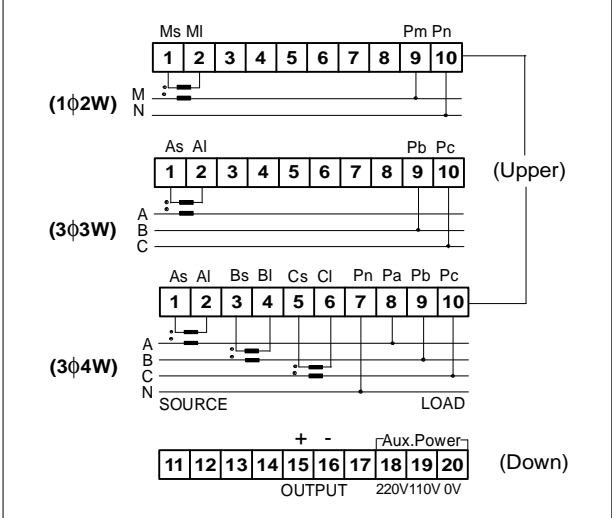 Ms Ml Pm Pn
1 2 3 4 5 6 7 8 9 10
(1ϕ2W)
M
N
As Al Pb Pc
1 2 3 4 5 6 7 8 9 10
(Upper)
(3ϕ3W)
A
B
C
As Al Bs Bl Cs Cl Pn Pa Pb Pc
1 2 3 4 5 6 7 8 9 10
(3ϕ4W)
A
B
C
N
SOURCE LOAD
+ - Aux.Power
11 12 13 14 15 16 17 18 19 20
(Down)
OUTPUT 220V 110V 0V